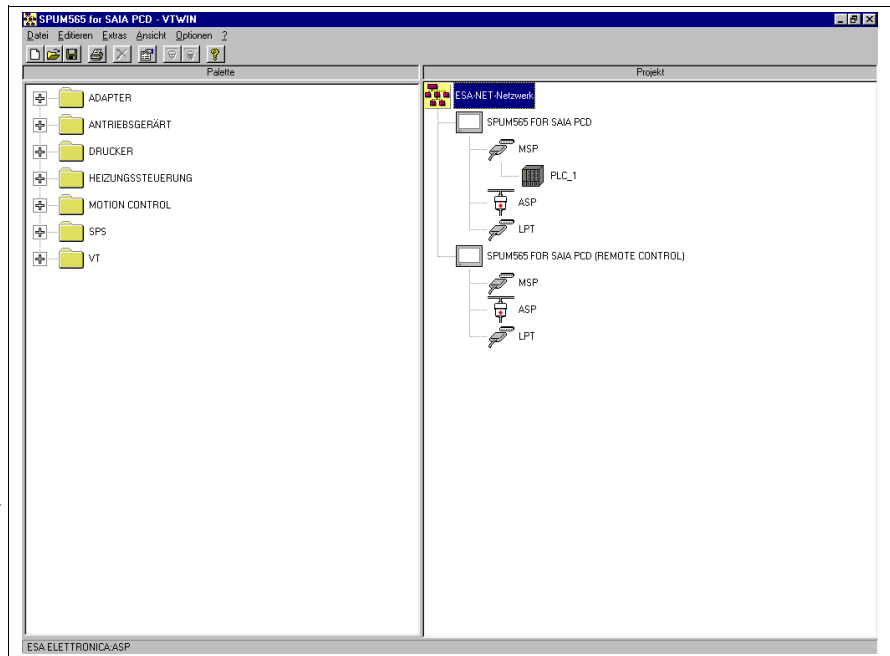 SPUM565 for SAIA PCD - VTWIN
Datei Editieren Extras Ansicht Optionen ?
Palette
Projekt
ADAPTER
ANTRIEBSGERÄRT
DRUCKER
HEIZUNGSSTEUERUNG
MOTION CONTROL
SPS
VT
ESA-NET-Netzwerk
SPUM565 FOR SAIA PCD
MSP
PLC_1
ASP
LPT
SPUM565 FOR SAIA PCD (REMOTE CONTROL)
MSP
ASP
LPT
ESA ELETTRONICA:ASP